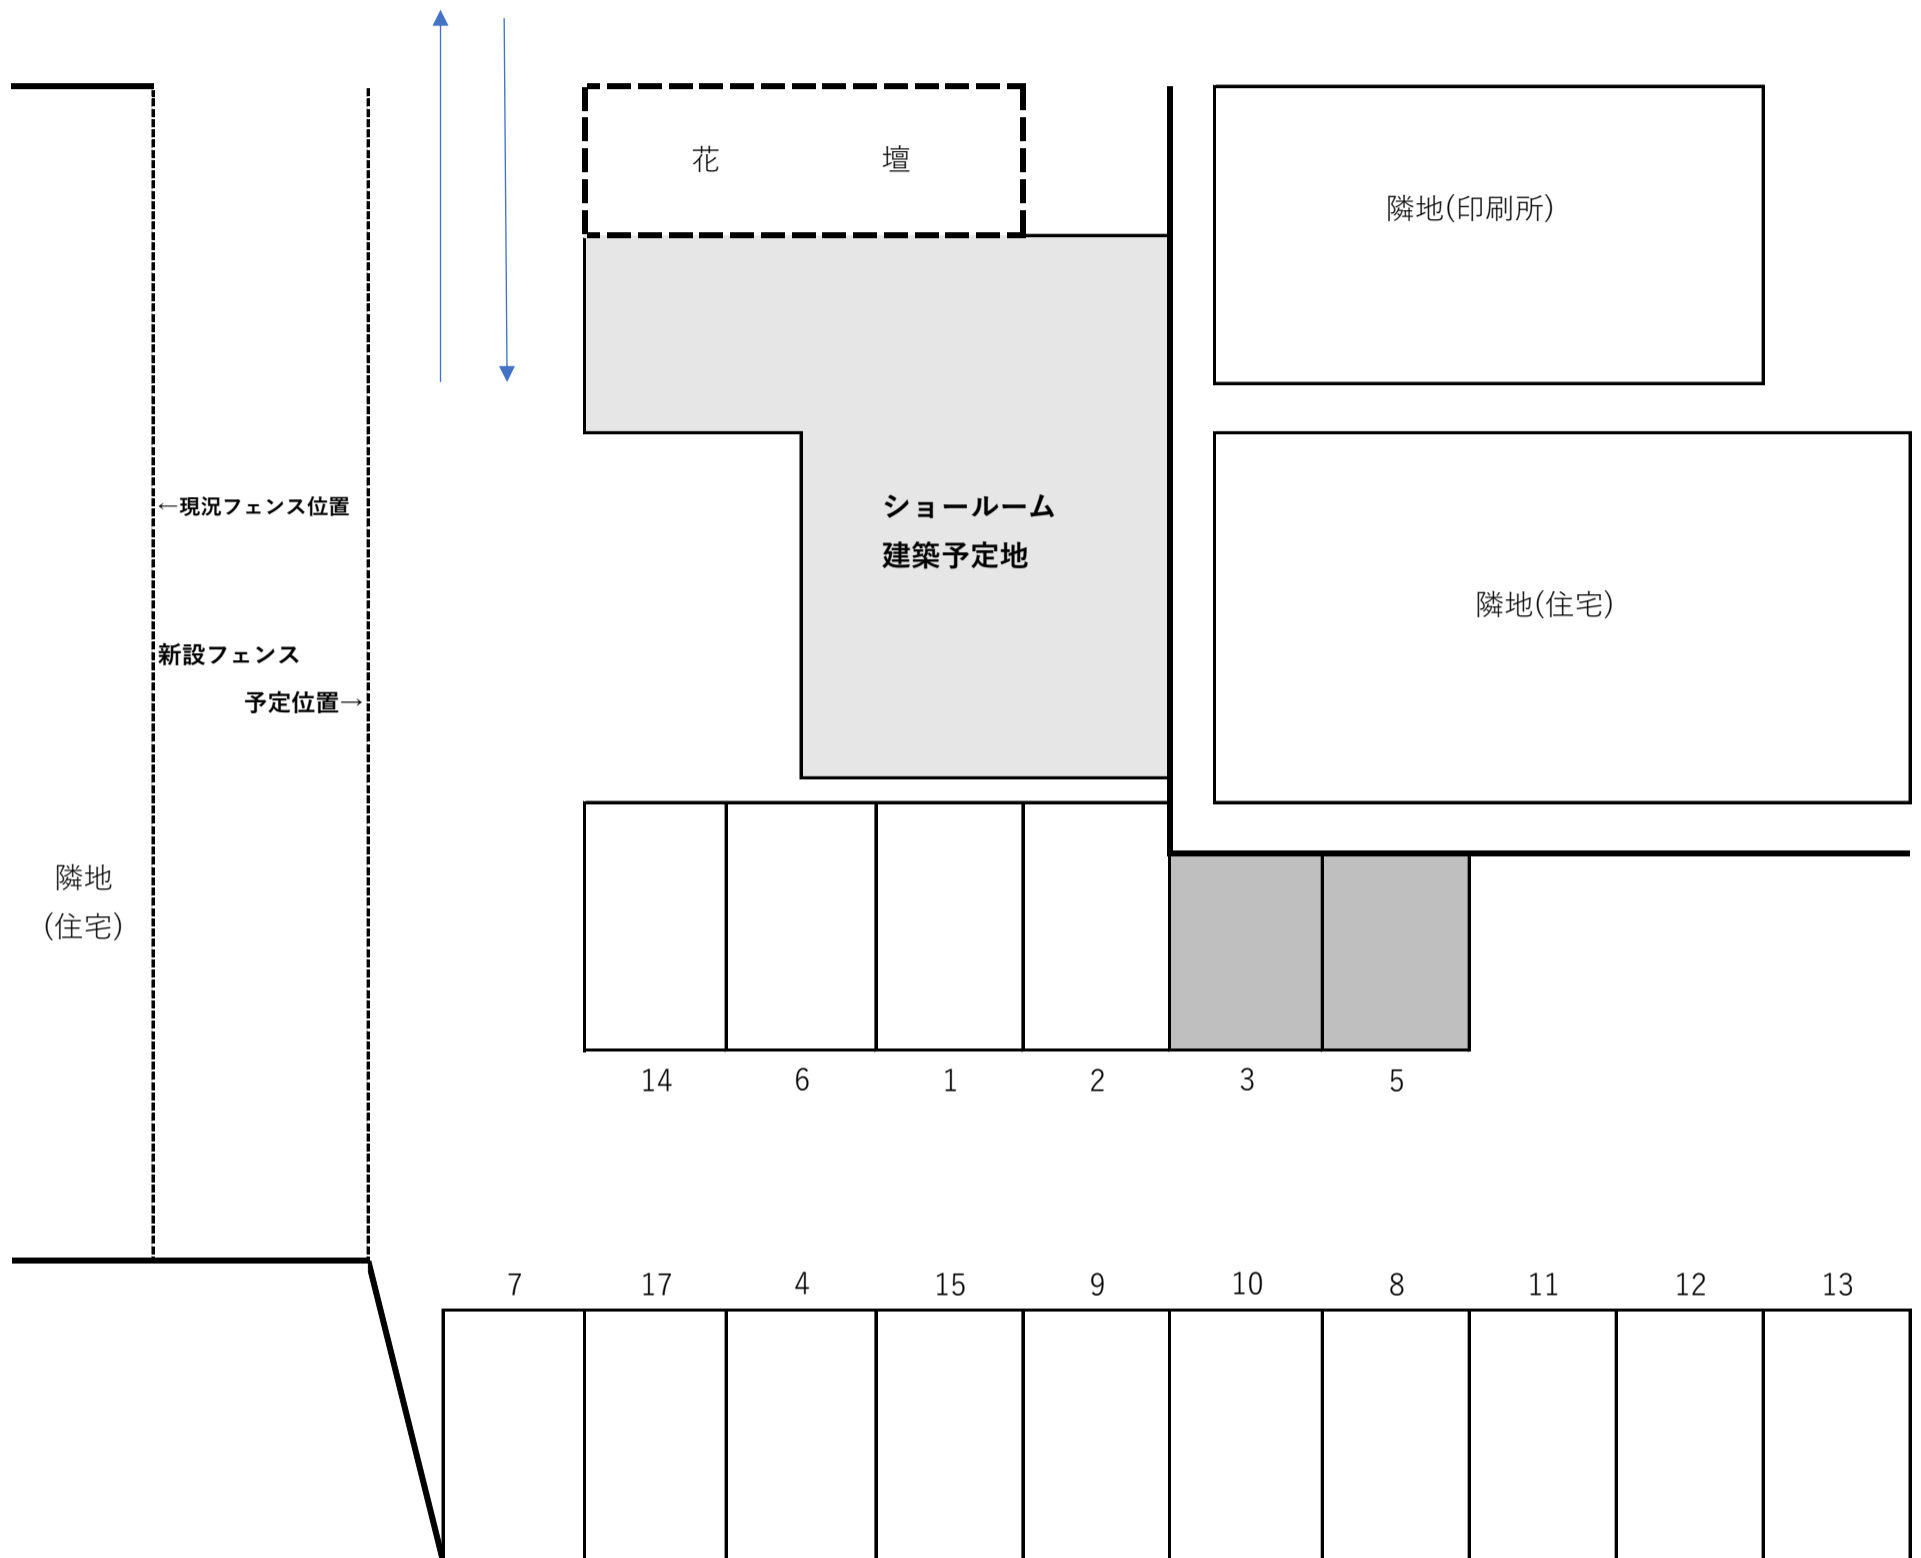 花 壇
隣地(印刷所)
←現況フェンス位置
ショールーム
建築予定地
隣地(住宅)
新設フェンス
予定位置→
隣地
(住宅)
14 6 1 2 3 5
7 17 4 15 9 10 8 11 12 13